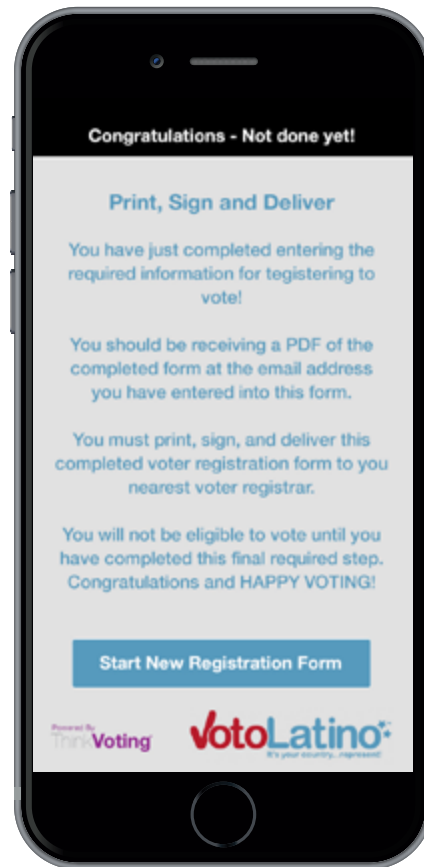 Congratulations - Not done yet!
Print, Sign and Deliver
You have just completed entering the
required information for tegistering to
vote!
You should be receiving a PDF of the
completed form at the email address
you have entered into this form.
You must print, sign, and deliver this
completed voter registration form to you
nearest voter registrar.
You will not be eligible to vote until you
have completed this final required step.
Congratulations and HAPPY VOTING!
Start New Registration Form
Powered By
ThinkVoting
VotoLatino
It's your country... represent!